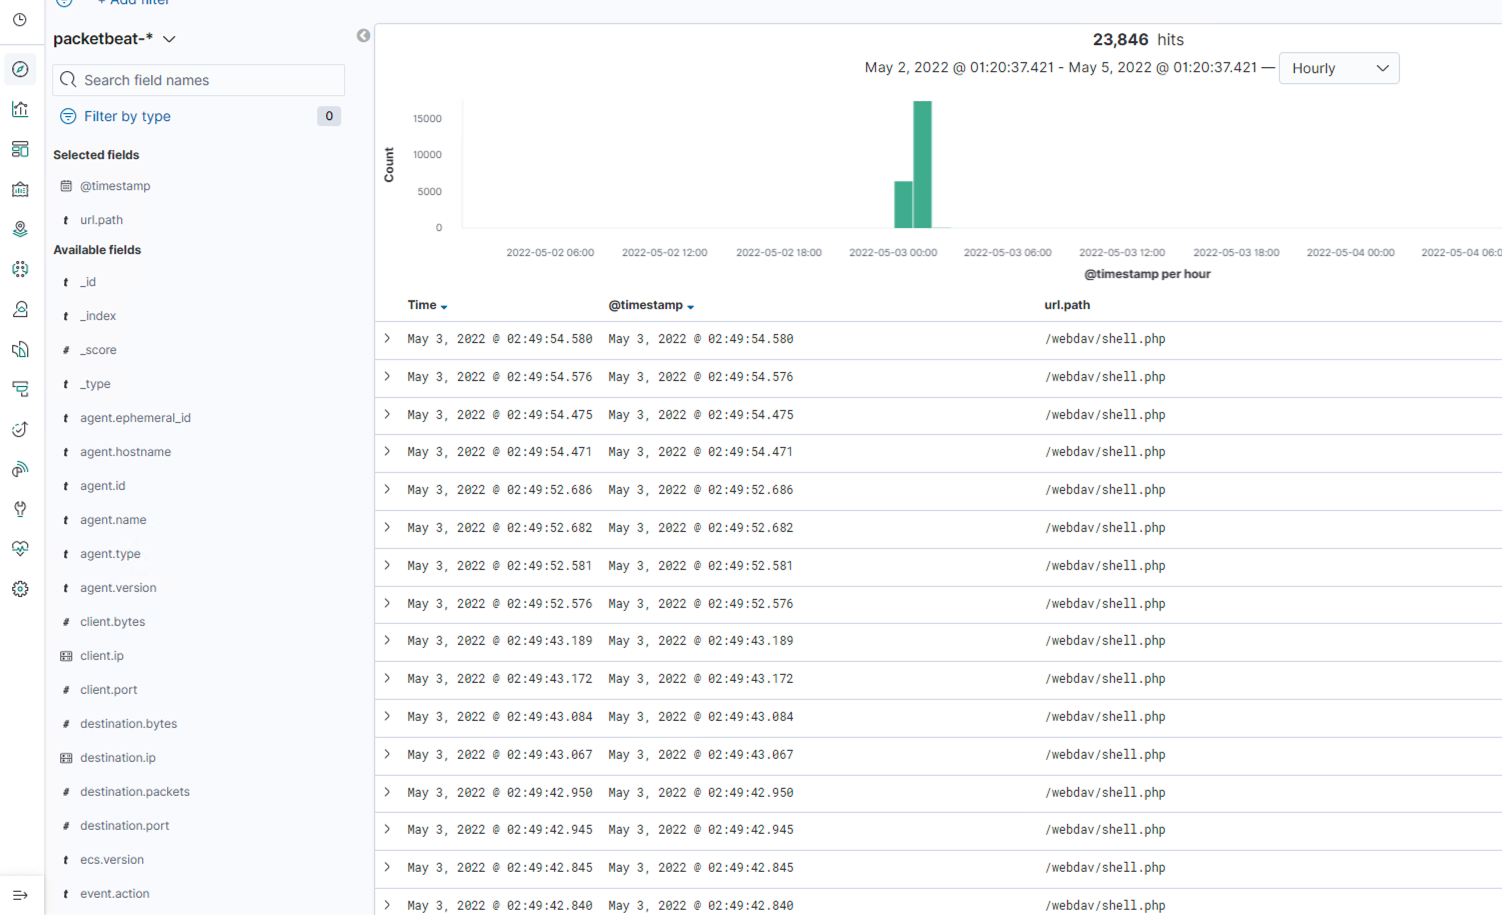 + Add filter
packetbeat-*
Search field names
Filter by type 0
Selected fields
@timestamp
t url.path
Available fields
t _id
t _index
# _score
t _type
t agent.ephemeral_id
t agent.hostname
t agent.id
t agent.name
t agent.type
t agent.version
# client.bytes
client.ip
# client.port
# destination.bytes
destination.ip
# destination.packets
# destination.port
t ecs.version
t event.action
23,846 hits
May 2, 2022 @ 01:20:37.421 - May 5, 2022 @ 01:20:37.421 — Hourly
Count
15000
10000
5000
0
2022-05-02 06:00 2022-05-02 12:00 2022-05-02 18:00 2022-05-03 00:00 2022-05-03 06:00 2022-05-03 12:00 2022-05-03 18:00 2022-05-04 00:00 2022-05-04 06:0
@timestamp per hour
Time @timestamp url.path
May 3, 2022 @ 02:49:54.580 May 3, 2022 @ 02:49:54.580 /webdav/shell.php
May 3, 2022 @ 02:49:54.576 May 3, 2022 @ 02:49:54.576 /webdav/shell.php
May 3, 2022 @ 02:49:54.475 May 3, 2022 @ 02:49:54.475 /webdav/shell.php
May 3, 2022 @ 02:49:54.471 May 3, 2022 @ 02:49:54.471 /webdav/shell.php
May 3, 2022 @ 02:49:52.686 May 3, 2022 @ 02:49:52.686 /webdav/shell.php
May 3, 2022 @ 02:49:52.682 May 3, 2022 @ 02:49:52.682 /webdav/shell.php
May 3, 2022 @ 02:49:52.581 May 3, 2022 @ 02:49:52.581 /webdav/shell.php
May 3, 2022 @ 02:49:52.576 May 3, 2022 @ 02:49:52.576 /webdav/shell.php
May 3, 2022 @ 02:49:43.189 May 3, 2022 @ 02:49:43.189 /webdav/shell.php
May 3, 2022 @ 02:49:43.172 May 3, 2022 @ 02:49:43.172 /webdav/shell.php
May 3, 2022 @ 02:49:43.084 May 3, 2022 @ 02:49:43.084 /webdav/shell.php
May 3, 2022 @ 02:49:43.067 May 3, 2022 @ 02:49:43.067 /webdav/shell.php
May 3, 2022 @ 02:49:42.950 May 3, 2022 @ 02:49:42.950 /webdav/shell.php
May 3, 2022 @ 02:49:42.945 May 3, 2022 @ 02:49:42.945 /webdav/shell.php
May 3, 2022 @ 02:49:42.845 May 3, 2022 @ 02:49:42.845 /webdav/shell.php
May 3, 2022 @ 02:49:42.840 May 3, 2022 @ 02:49:42.840 /webdav/shell.php